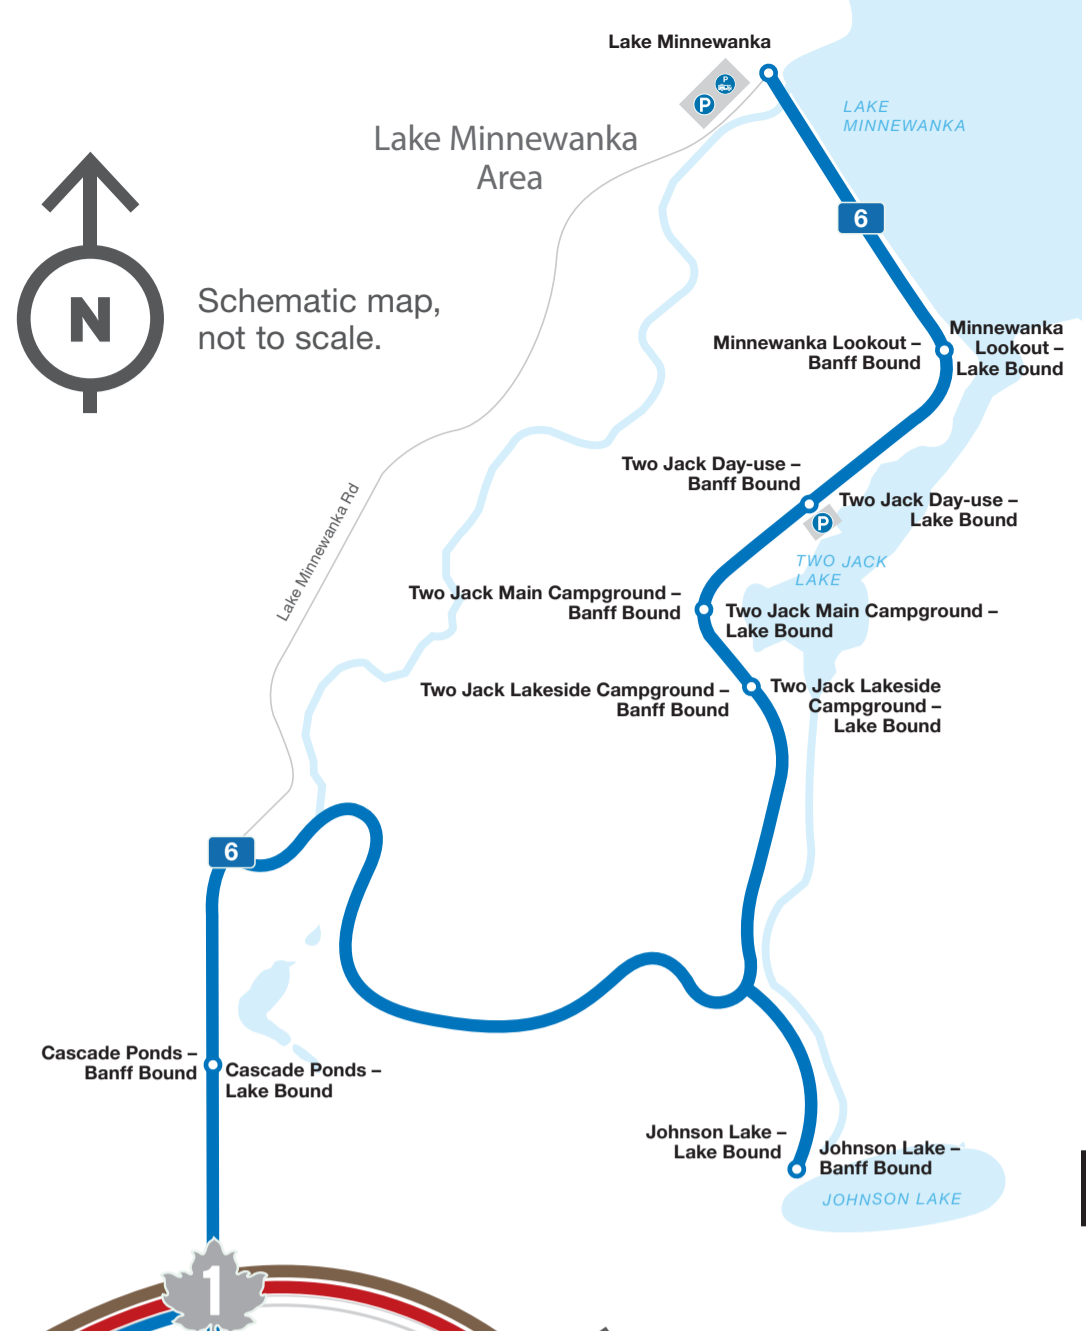 Lake Minnewanka
P
P
LAKE
MINNEWANKA
Lake Minnewanka
Area
6
N
Schematic map,
not to scale.
Minnewanka
Lookout –
Lake Bound
Minnewanka Lookout –
Banff Bound
Two Jack Day-use –
Banff Bound
Two Jack Day-use –
Lake Bound
P
TWO JACK
LAKE
Lake Minnewanka Rd
Two Jack Main Campground –
Banff Bound
Two Jack Main Campground –
Lake Bound
Two Jack Lakeside Campground –
Banff Bound
Two Jack Lakeside
Campground –
Lake Bound
6
Cascade Ponds –
Banff Bound
Cascade Ponds –
Lake Bound
Johnson Lake –
Lake Bound
Johnson Lake –
Banff Bound
JOHNSON LAKE
1